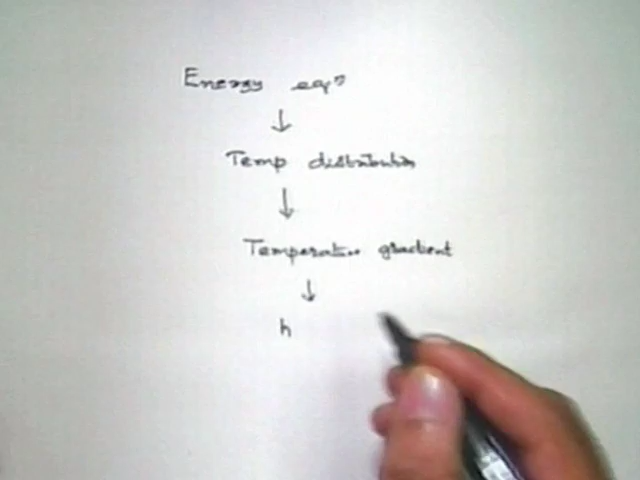 Energy eqⁿ
↓
Temp distribution
↓
Temperature gradient
↓
h